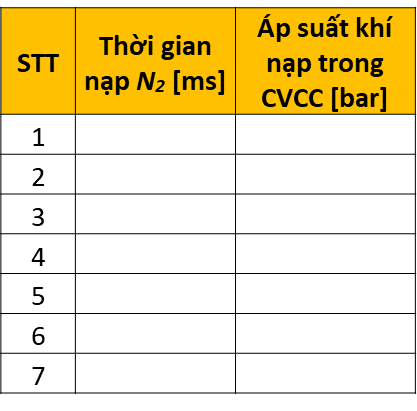 STT
Thời gian
nạp N₂ [ms]
Áp suất khí
nạp trong
CVCC [bar]
1
2
3
4
5
6
7